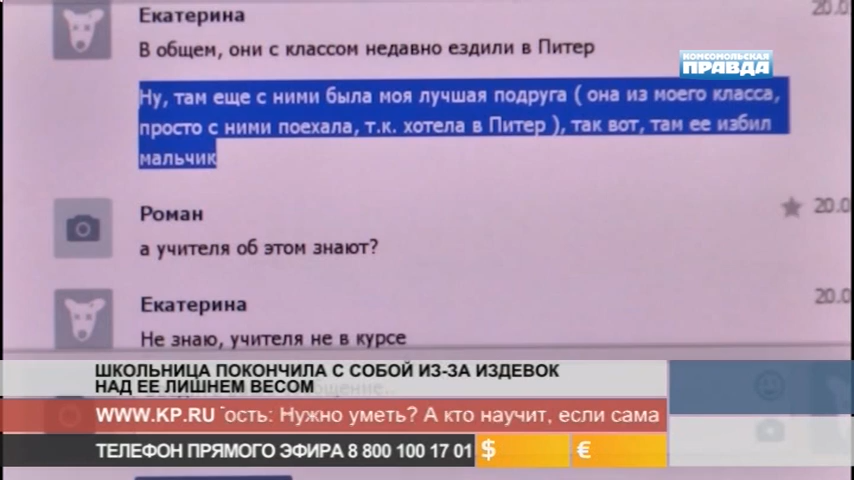 Екатерина
20.0
В общем, они с классом недавно ездили в Питер
КОМСОМОЛЬСКАЯ
ПРАВДА
Ну, там еще с ними была моя лучшая подруга ( она из моего класса,
просто с ними поехала, т.к. хотела в Питер ), так вот, там ее избил
мальчик
Роман
20.0
а учителя об этом знают?
Екатерина
20.0
Не знаю, учителя не в курсе
ШКОЛЬНИЦА ПОКОНЧИЛА С СОБОЙ ИЗ-ЗА ИЗДЕВОК
НАД ЕЕ ЛИШНЕМ ВЕСОМ
WWW.KP.RU ость: Нужно уметь? А кто научит, если сама
ТЕЛЕФОН ПРЯМОГО ЭФИРА 8 800 100 17 01 $ €